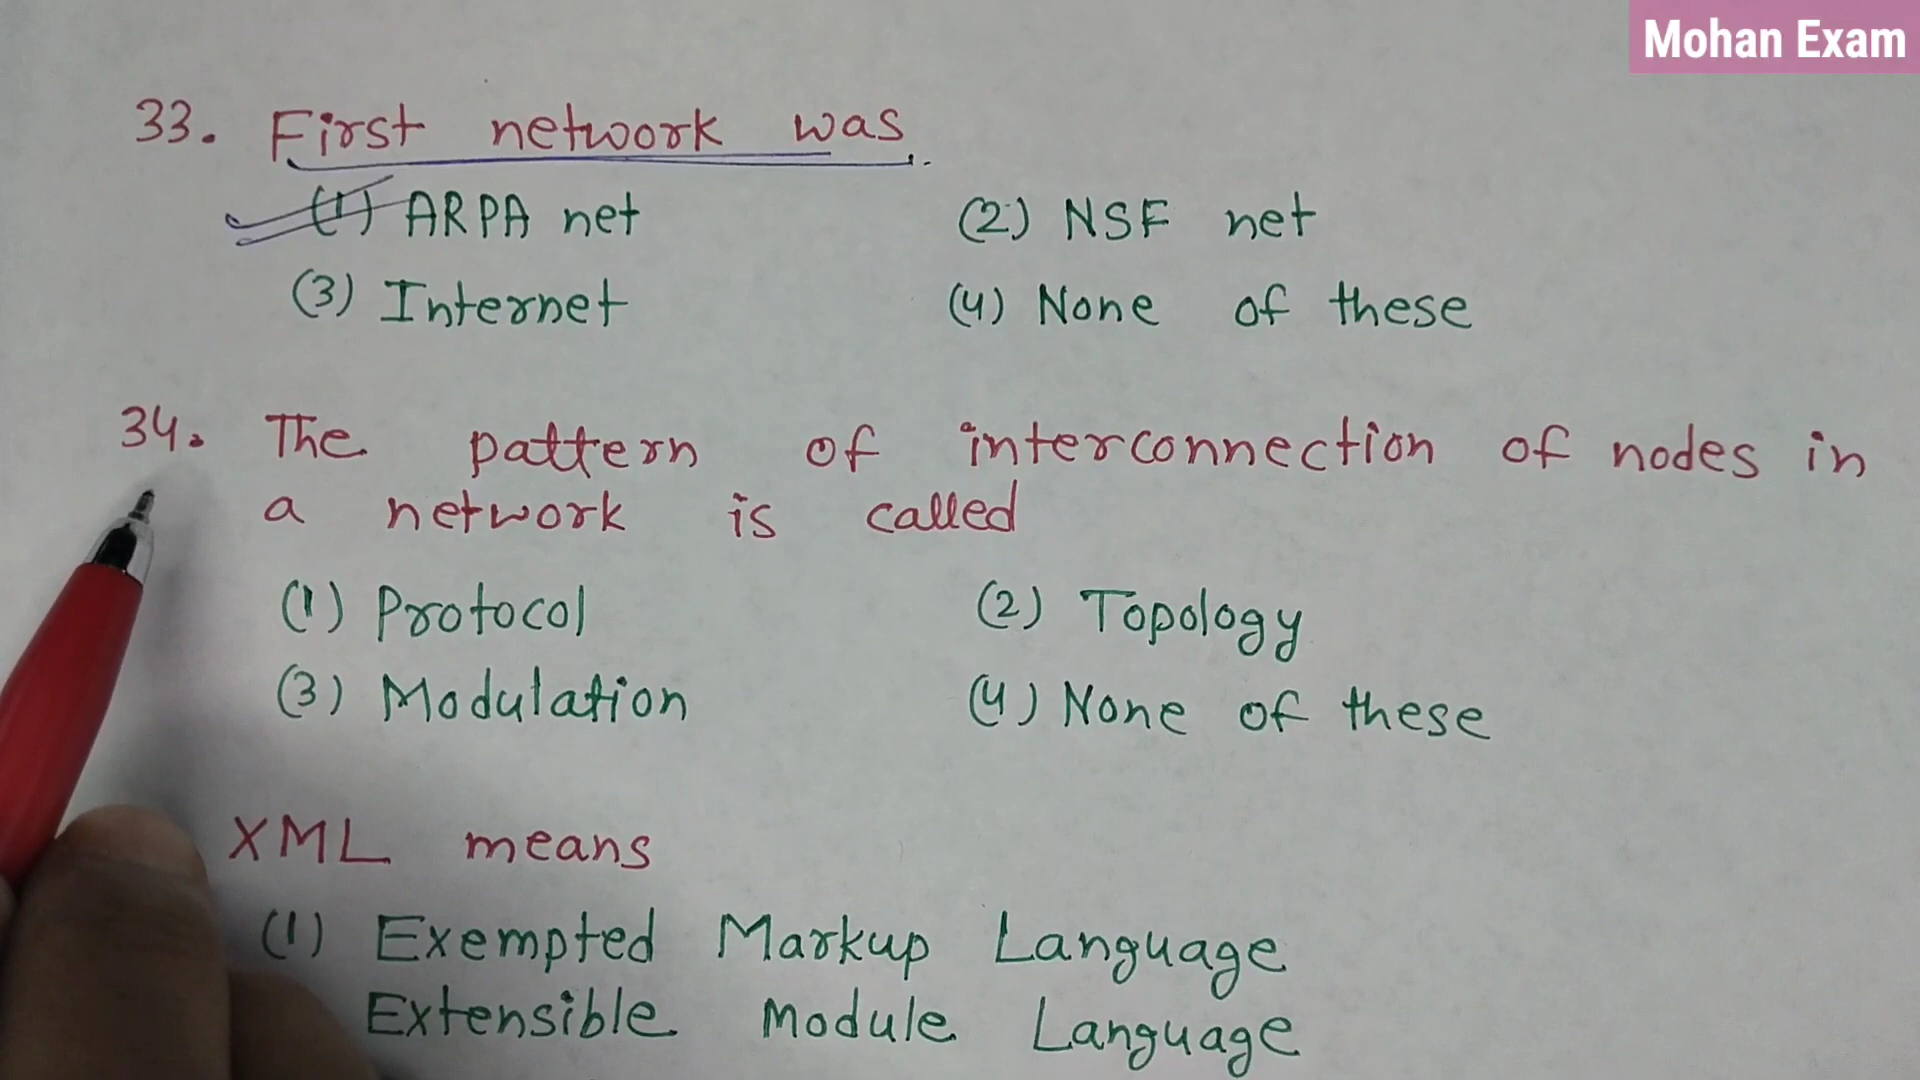 Mohan Exam
33. First network was.
(1) ARPA net (2) NSF net
(3) Internet (4) None of these
34. The pattern of interconnection of nodes in
a network is called
(1) Protocol (2) Topology
(3) Modulation (4) None of these
XML means
(1) Exempted Markup Language
Extensible Module Language